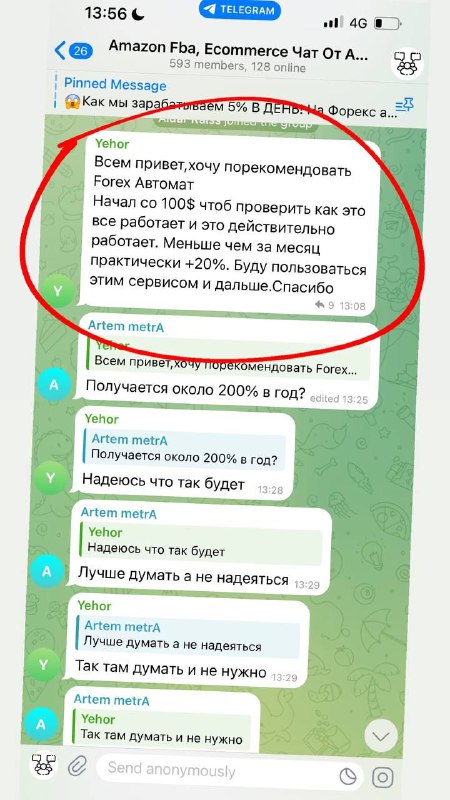 13:56
TELEGRAM
4G
26
Amazon Fba, Ecommerce Чат От А...
593 members, 128 online
Pinned Message
😱Как мы зарабатываем 5% В ДЕНЬ! На Форекс а...
joined the group
Yehor
Всем привет,хочу порекомендовать
Forex Автомат
Начал со 100$ чтоб проверить как это
все работает и это действительно
работает. Меньше чем за месяц
практически +20%. Буду пользоваться
этим сервисом и дальше.Спасибо
9 13:08
Y
Artem metrA
Yehor
Всем привет,хочу порекомендовать Forex...
Получается около 200% в год? edited 13:25
A
Yehor
Artem metrA
Получается около 200% в год?
Надеюсь что так будет 13:28
Y
Artem metrA
Yehor
Надеюсь что так будет
Лучше думать а не надеяться 13:29
A
Yehor
Artem metrA
Лучше думать а не надеяться
Так там думать и не нужно 13:29
Y
Artem metrA
Yehor
Так там думать и не нужно
A
Send anonymously